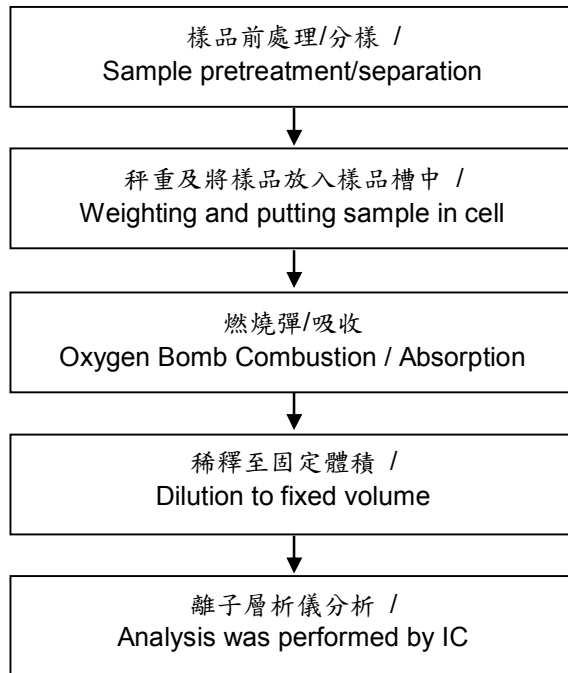 樣品前處理/分樣 /
Sample pretreatment/separation
秤重及將樣品放入樣品槽中 /
Weighting and putting sample in cell
燃燒彈/吸收
Oxygen Bomb Combustion / Absorption
稀釋至固定體積 /
Dilution to fixed volume
離子層析儀分析 /
Analysis was performed by IC